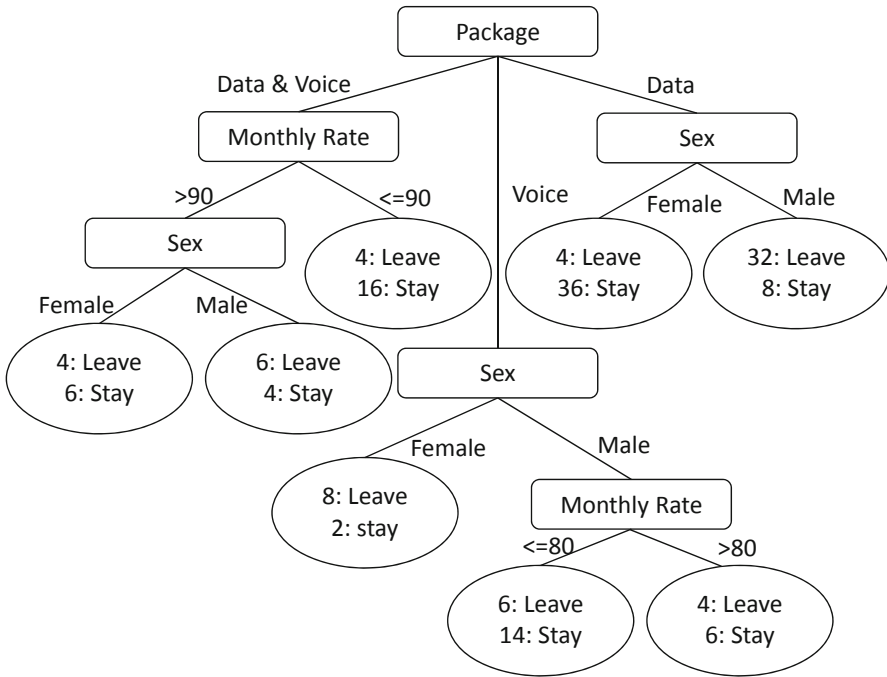 Package
Data & Voice
Data
Monthly Rate
Sex
>90
<=90
Voice
Female
Male
Sex
4: Leave
16: Stay
4: Leave
36: Stay
32: Leave
8: Stay
Female
Male
4: Leave
6: Stay
6: Leave
4: Stay
Sex
Female
Male
8: Leave
2: stay
Monthly Rate
<=80
>80
6: Leave
14: Stay
4: Leave
6: Stay